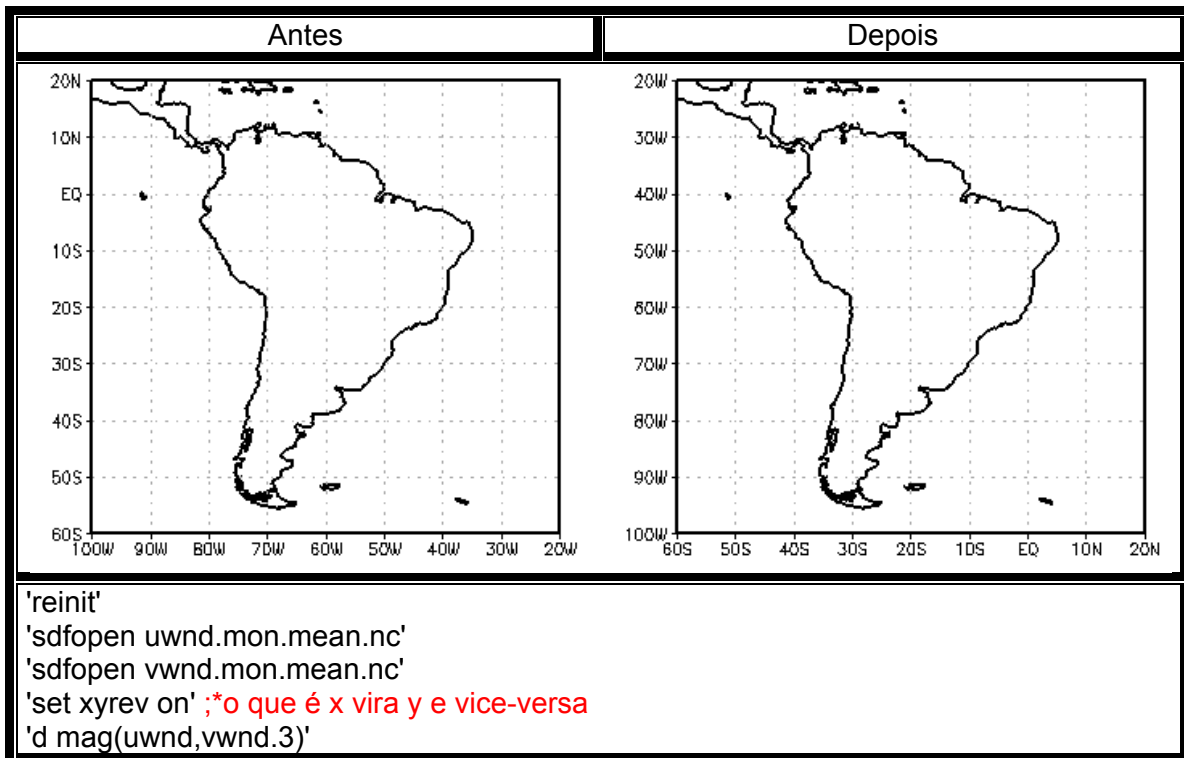 Antes
Depois
20N
10N
EQ
10S
20S
30S
40S
50S
60S
100W 90W 80W 70W 60W 50W 40W 30W 20W
20W
30W
40W
50W
60W
70W
80W
90W
100W
60S 50S 40S 30S 20S 10S EQ 10N 20N
'reinit'
'sdfopen uwnd.mon.mean.nc'
'sdfopen vwnd.mon.mean.nc'
'set xyrev on' ;*o que é x vira y e vice-versa
'd mag(uwnd,vwnd.3)'